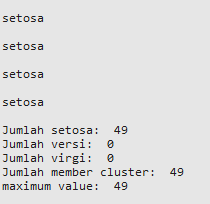 setosa
setosa
setosa
setosa
Jumlah setosa:  49
Jumlah versi:  0
Jumlah virgi:  0
Jumlah member cluster:  49
maximum value:  49